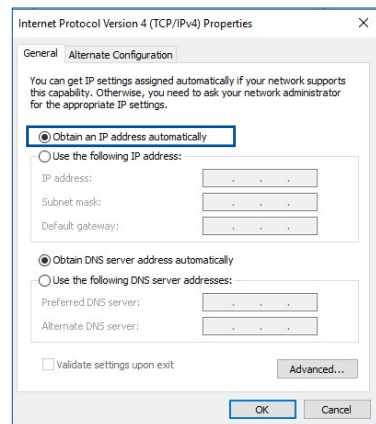 Internet Protocol Version 4 (TCP/IPv4) Properties
General
Alternate Configuration
You can get IP settings assigned automatically if your network supports
this capability. Otherwise, you need to ask your network administrator
for the appropriate IP settings.
Obtain an IP address automatically
Use the following IP address:
IP address:
Subnet mask:
Default gateway:
Obtain DNS server address automatically
Use the following DNS server addresses:
Preferred DNS server:
Alternate DNS server:
Validate settings upon exit
Advanced...
OK
Cancel